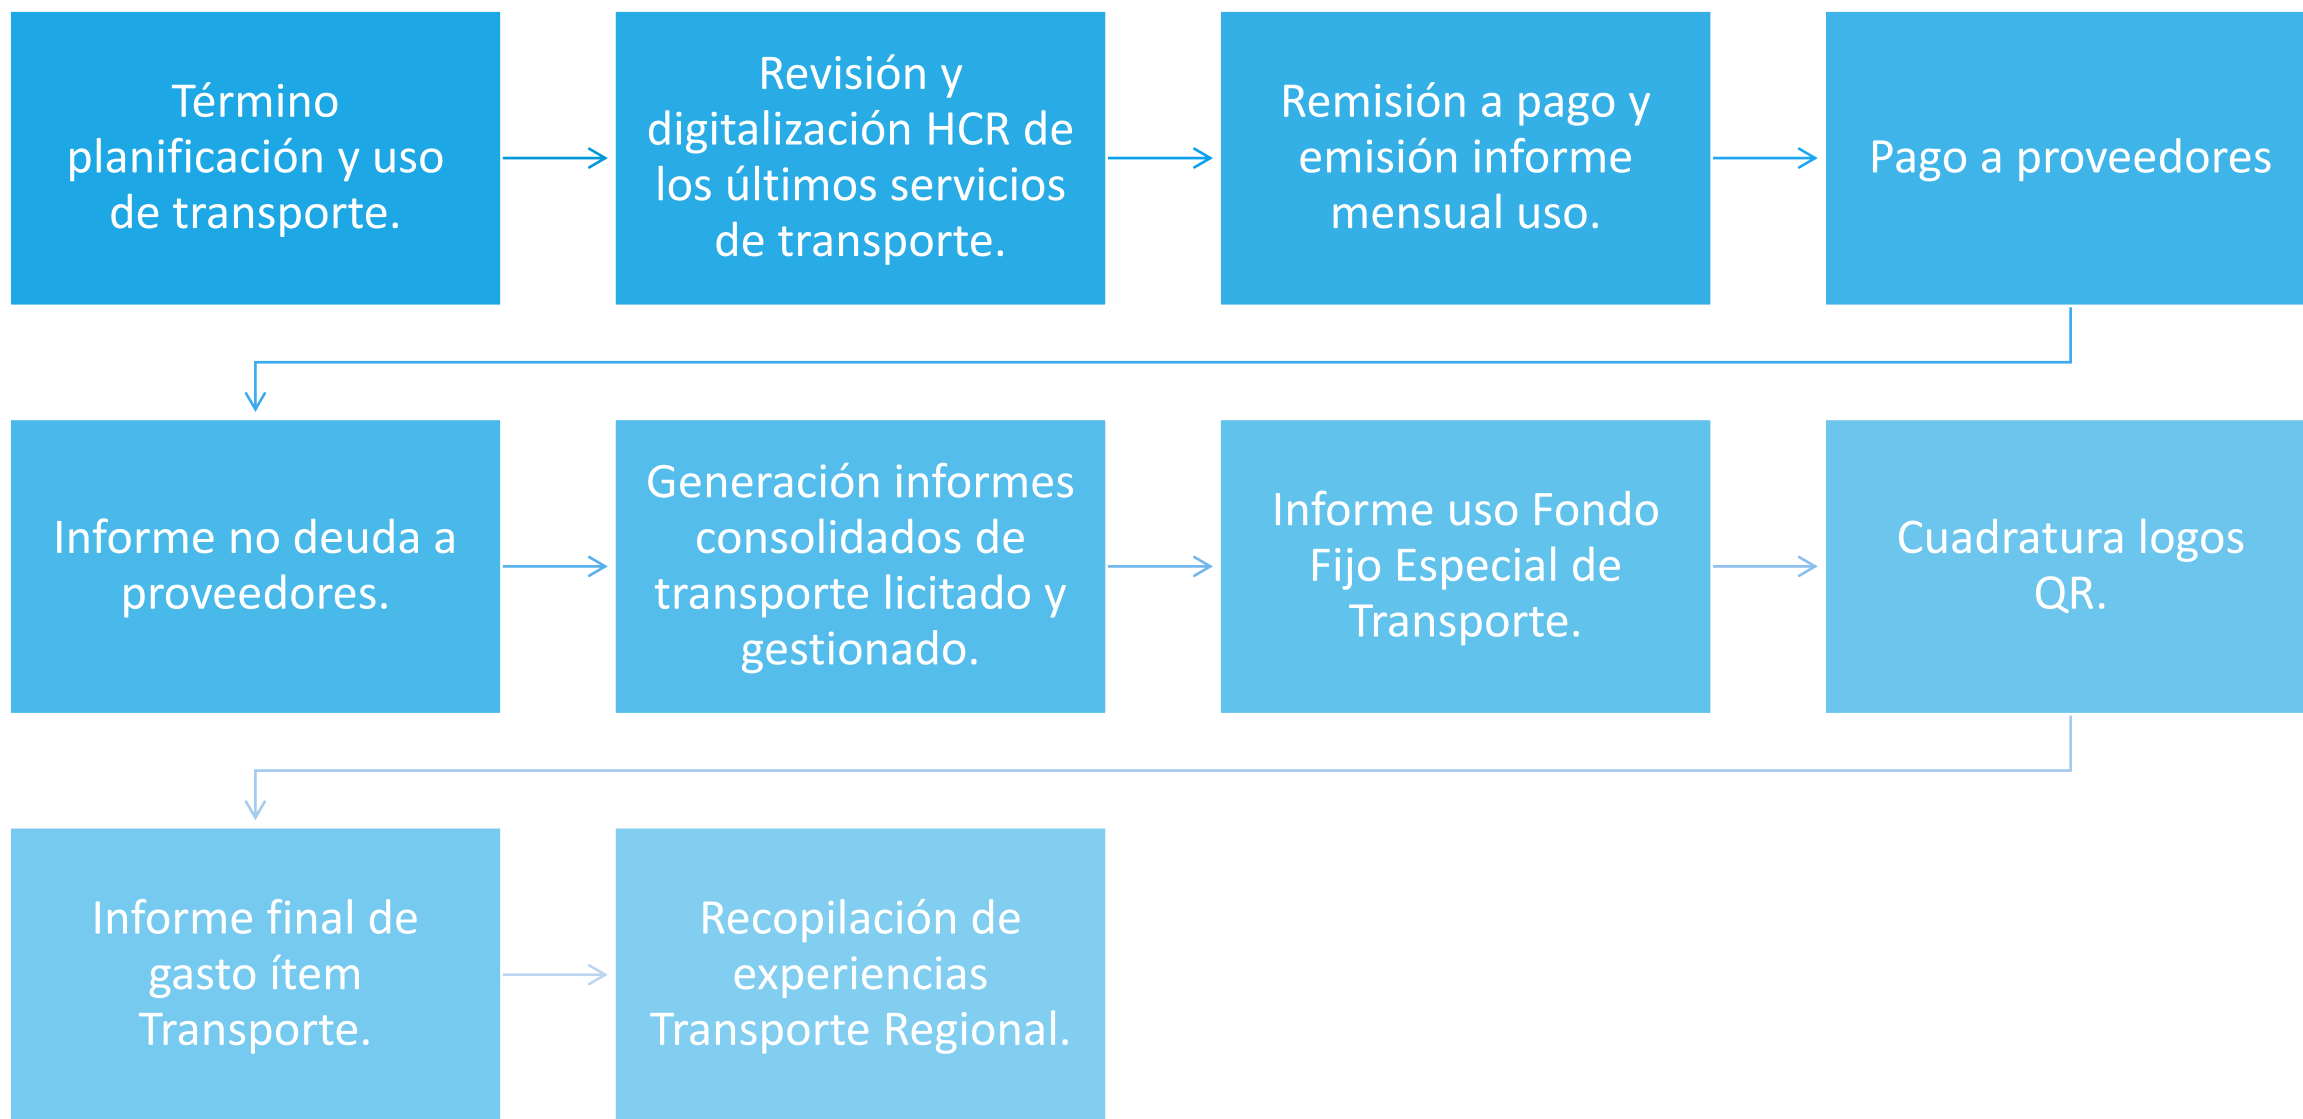 Término
planificación y uso
de transporte.
Revisión y
digitalización HCR de
los últimos servicios
de transporte.
Remisión a pago y
emisión informe
mensual uso.
Pago a proveedores
Informe no deuda a
proveedores.
Generación informes
consolidados de
transporte licitado y
gestionado.
Informe uso Fondo
Fijo Especial de
Transporte.
Cuadratura logos
QR.
Informe final de
gasto ítem
Transporte.
Recopilación de
experiencias
Transporte Regional.